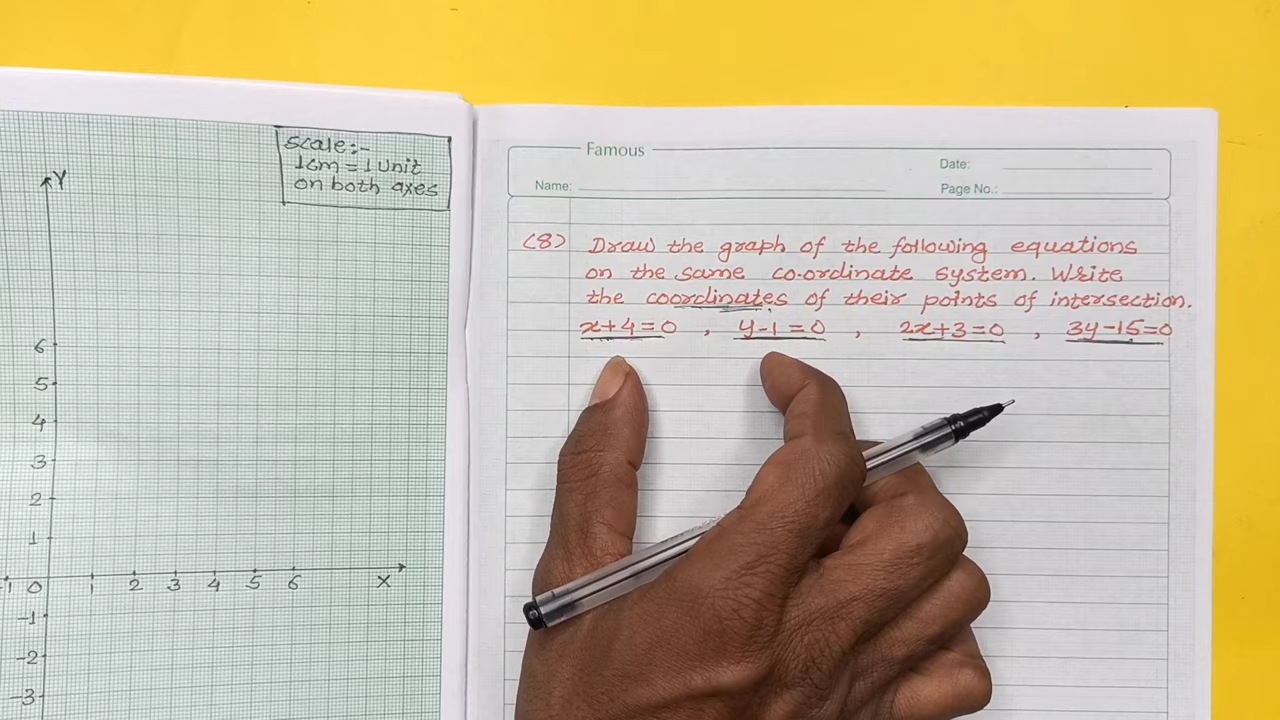 Scale:-
1cm = 1 unit
on both axes
Y
6
5
4
3
2
1
-1 0 1 2 3 4 5 6 X
-1
-2
-3
Famous
Date:
Name:
Page No.:
(8) Draw the graph of the following equations
on the same co-ordinate system. Write
the coordinates of their points of intersection.
x+4=0 , y-1=0 , 2x+3=0 , 3y-15=0